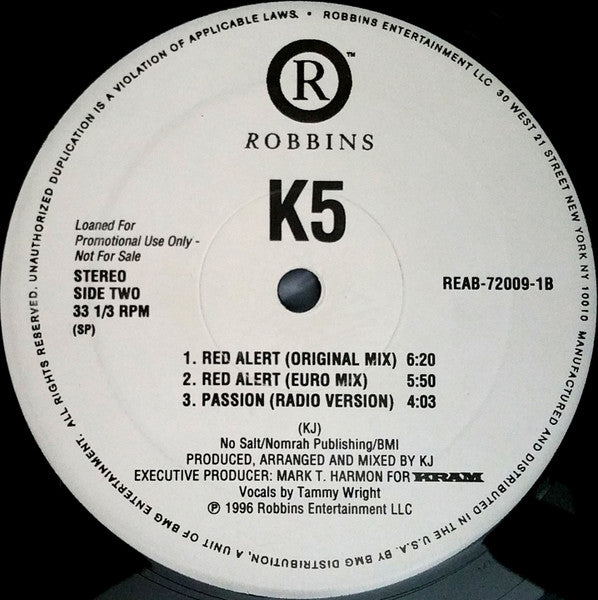 R™
ROBBINS
K5
Loaned For
Promotional Use Only -
Not For Sale
STEREO
SIDE TWO
33 1/3 RPM
(SP)
REAB-72009-1B
1. RED ALERT (ORIGINAL MIX) 6:20
2. RED ALERT (EURO MIX) 5:50
3. PASSION (RADIO VERSION) 4:03
(KJ)
No Salt/Nomrah Publishing/BMI
PRODUCED, ARRANGED AND MIXED BY KJ
EXECUTIVE PRODUCER: MARK T. HARMON FOR KRAM
Vocals by Tammy Wright
℗ 1996 Robbins Entertainment LLC
• ROBBINS ENTERTAINMENT LLC 30 WEST 21 STREET NEW YORK NY 10010 MANUFACTURED AND DISTRIBUTED IN THE U.S.A. BY BMG DISTRIBUTION, A UNIT OF BMG ENTERTAINMENT. ALL RIGHTS RESERVED. UNAUTHORIZED DUPLICATION IS A VIOLATION OF APPLICABLE LAWS.